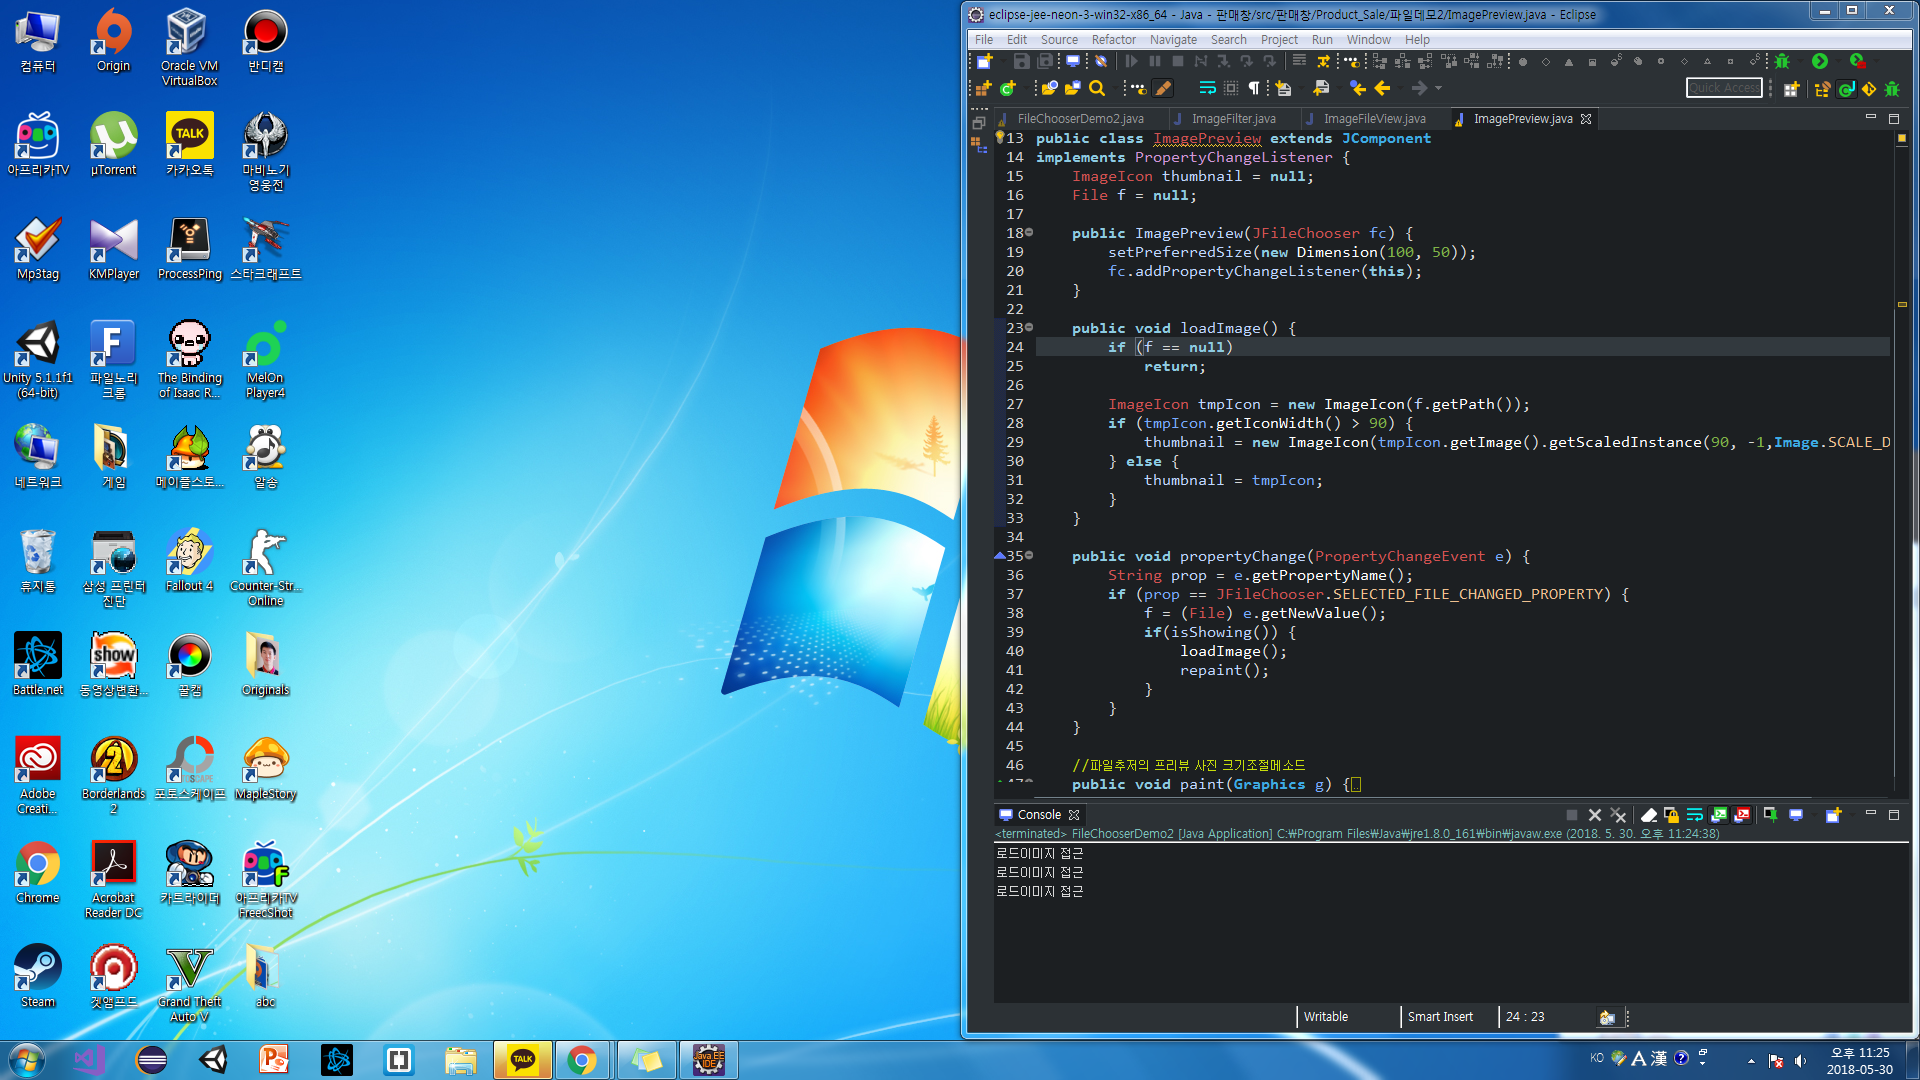 컴퓨터
Origin
Oracle VM VirtualBox
반디캠
아프리카TV
µTorrent
카카오톡
마비노기 영웅전
Mp3tag
KMPlayer
ProcessPing
스타크래프트
Unity 5.1.1f1 (64-bit)
파일노리 크롬
The Binding of Isaac R...
MelOn Player4
네트워크
게임
메이플스토...
알송
휴지통
삼성 프린터 진단
Fallout 4
Counter-Str... Online
Battle.net
show
동영상변환...
꿀캠
Originals
Adobe Creati...
Borderlands 2
포토스케이프
MapleStory
Chrome
Acrobat Reader DC
카트라이더
아프리카TV FreecShot
Steam
겟앰프드
Grand Theft Auto V
abc
eclipse-jee-neon-3-win32-x86_64 - Java - 판매창/src/판매창/Product_Sale/파일데모2/ImagePreview.java - Eclipse
File Edit Source Refactor Navigate Search Project Run Window Help
Quick Access
FileChooserDemo2.java ImageFilter.java ImageFileView.java ImagePreview.java
13 public class ImagePreview extends JComponent
14 implements PropertyChangeListener {
15 ImageIcon thumbnail = null;
16 File f = null;
17
18 public ImagePreview(JFileChooser fc) {
19 setPreferredSize(new Dimension(100, 50));
20 fc.addPropertyChangeListener(this);
21 }
22
23 public void loadImage() {
24 if (f == null)
25 return;
26
27 ImageIcon tmpIcon = new ImageIcon(f.getPath());
28 if (tmpIcon.getIconWidth() > 90) {
29 thumbnail = new ImageIcon(tmpIcon.getImage().getScaledInstance(90, -1,Image.SCALE_D
30 } else {
31 thumbnail = tmpIcon;
32 }
33 }
34
35 public void propertyChange(PropertyChangeEvent e) {
36 String prop = e.getPropertyName();
37 if (prop == JFileChooser.SELECTED_FILE_CHANGED_PROPERTY) {
38 f = (File) e.getNewValue();
39 if(isShowing()) {
40 loadImage();
41 repaint();
42 }
43 }
44 }
45
46 //파일추저의 프리뷰 사진 크기조절메소드
47 public void paint(Graphics g) {
Console
<terminated> FileChooserDemo2 [Java Application] C:₩Program Files₩Java₩jre1.8.0_161₩bin₩javaw.exe (2018. 5. 30. 오후 11:24:38)
로드이미지 접근
로드이미지 접근
로드이미지 접근
Writable
Smart Insert
24 : 23
TALK
Java EE IDE
KO A 漢
오후 11:25
2018-05-30